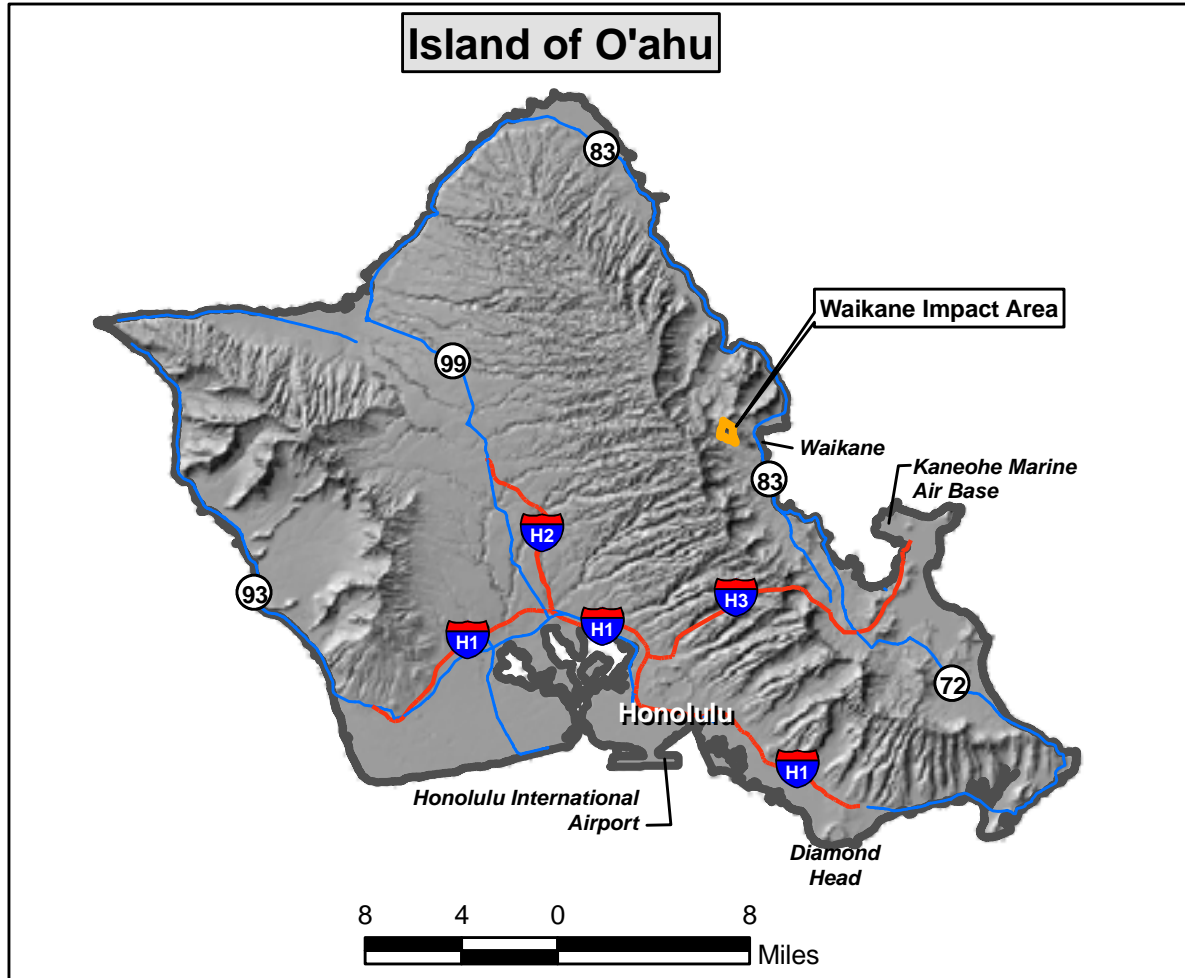 Island of O'ahu
83
Waikane Impact Area
99
Waikane
83
Kaneohe Marine
Air Base
H2
93
H3
H1
H1
72
Honolulu
H1
Honolulu International
Airport
Diamond
Head
8 4 0 8
Miles